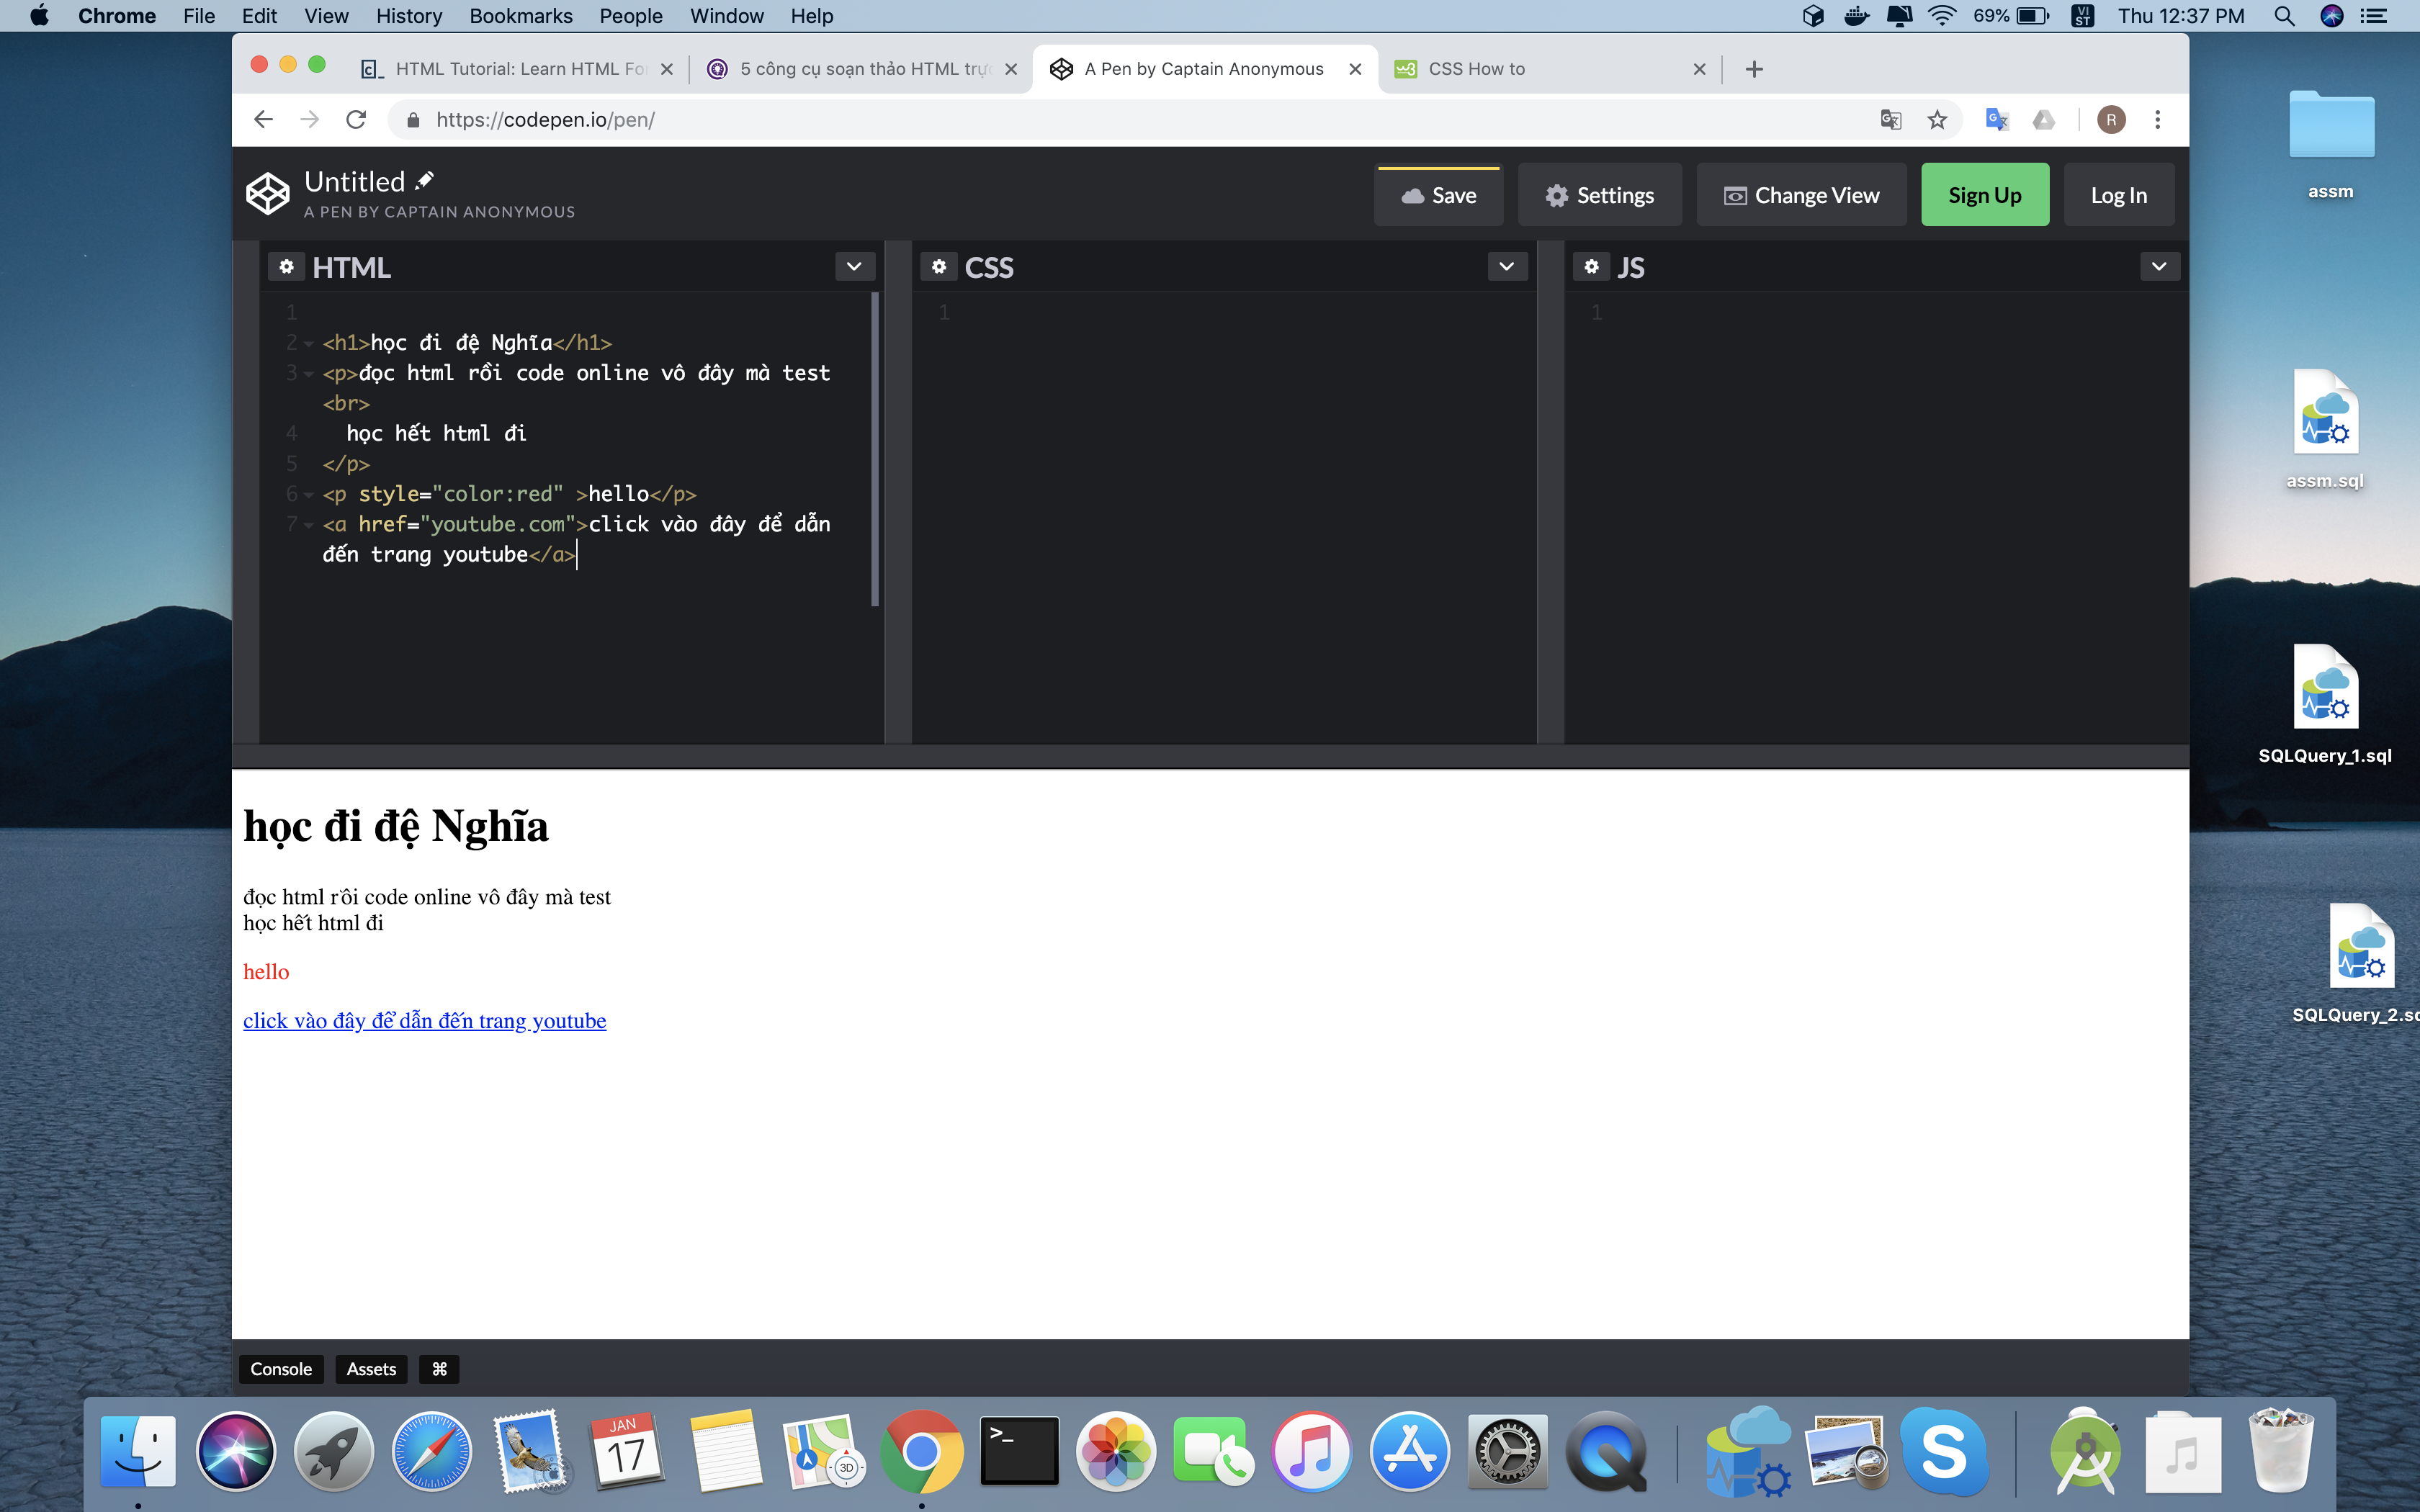 Chrome File Edit View History Bookmarks People Window Help 69% VI ST Thu 12:37 PM
HTML Tutorial: Learn HTML Fo 5 công cụ soạn thảo HTML trự A Pen by Captain Anonymous CSS How to
https://codepen.io/pen/ R
Untitled
A PEN BY CAPTAIN ANONYMOUS
Save Settings Change View Sign Up Log In
HTML CSS JS
1 1 1
2 <h1>học đi đệ Nghĩa</h1>
3 <p>đọc html rồi code online vô đây mà test
<br>
4 học hết html đi
5 </p>
6 <p style="color:red" >hello</p>
7 <a href="youtube.com">click vào đây để dẫn
đến trang youtube</a>
học đi đệ Nghĩa
đọc html rồi code online vô đây mà test
học hết html đi
hello
click vào đây để dẫn đến trang youtube
Console Assets ⌘
assm
assm.sql
SQLQuery_1.sql
SQLQuery_2.sq
JAN
17
3D
>_